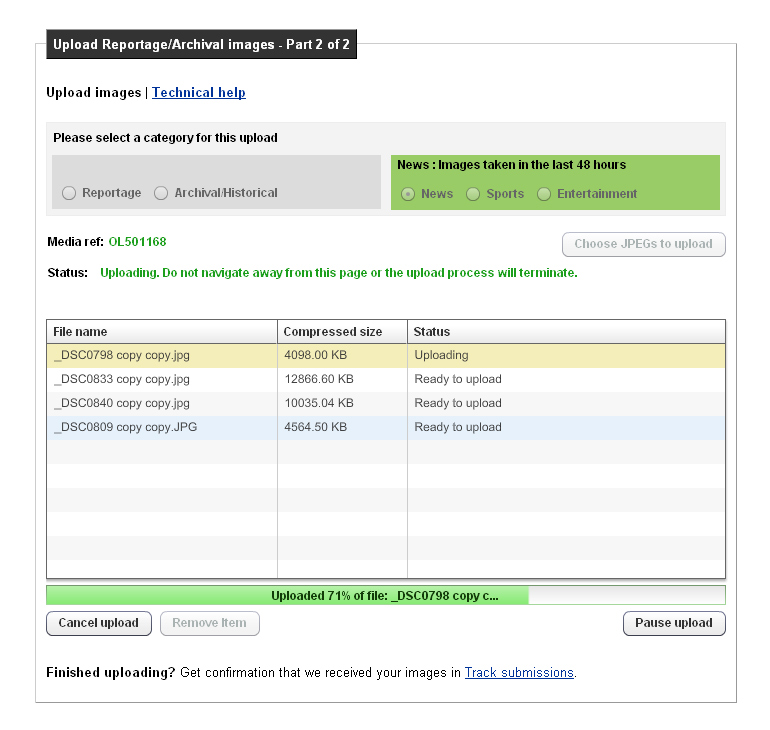 Upload Reportage/Archival images - Part 2 of 2
Upload images | Technical help
Please select a category for this upload
News : Images taken in the last 48 hours
Reportage Archival/Historical News Sports Entertainment
Media ref: OL501168 Choose JPEGs to upload
Status: Uploading. Do not navigate away from this page or the upload process will terminate.
File name Compressed size Status
_DSC0798 copy copy.jpg 4098.00 KB Uploading
_DSC0833 copy copy.jpg 12866.60 KB Ready to upload
_DSC0840 copy copy.jpg 10035.04 KB Ready to upload
_DSC0809 copy copy.JPG 4564.50 KB Ready to upload
Uploaded 71% of file: _DSC0798 copy c...
Cancel upload Remove Item Pause upload
Finished uploading? Get confirmation that we received your images in Track submissions.